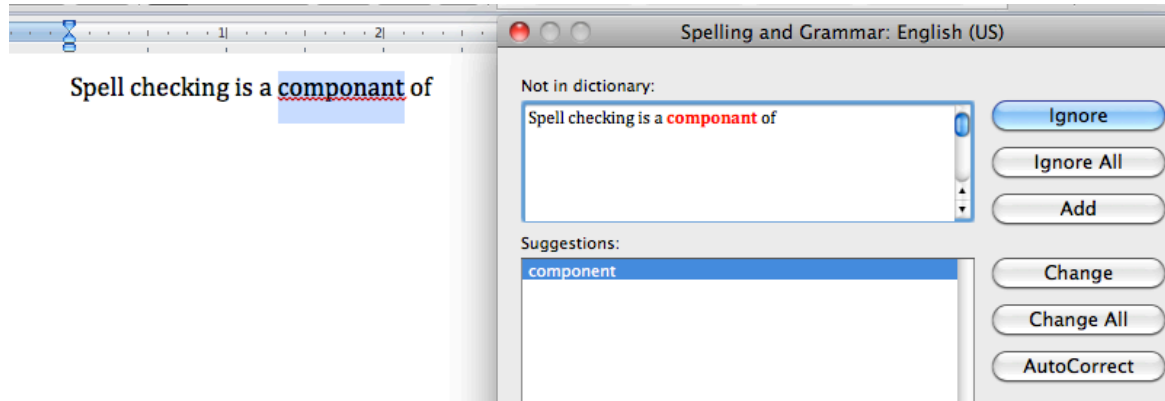 1
2
Spelling and Grammar: English (US)
Spell checking is a componant of
Not in dictionary:
Spell checking is a componant of
Ignore
Ignore All
Add
Suggestions:
component
Change
Change All
AutoCorrect